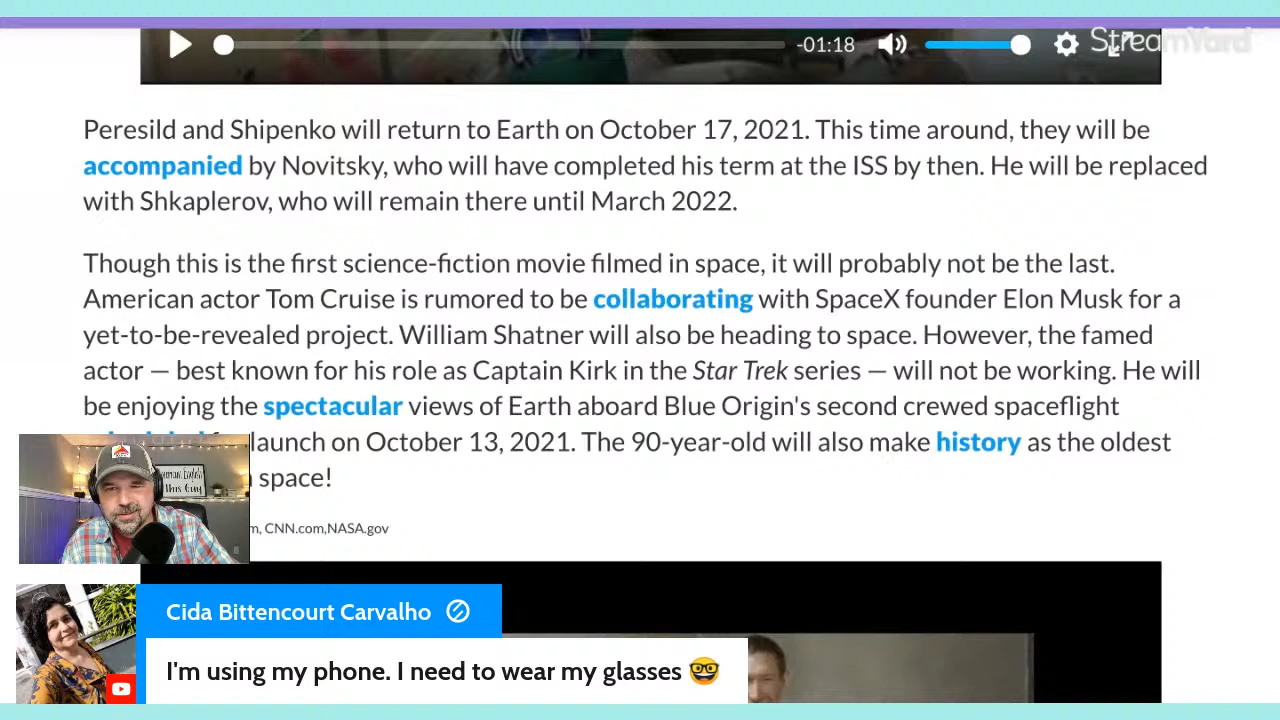 -01:18
StreamYard
Peresild and Shipenko will return to Earth on October 17, 2021. This time around, they will be
accompanied by Novitsky, who will have completed his term at the ISS by then. He will be replaced
with Shkaplerov, who will remain there until March 2022.
Though this is the first science-fiction movie filmed in space, it will probably not be the last.
American actor Tom Cruise is rumored to be collaborating with SpaceX founder Elon Musk for a
yet-to-be-revealed project. William Shatner will also be heading to space. However, the famed
actor — best known for his role as Captain Kirk in the Star Trek series — will not be working. He will
be enjoying the spectacular views of Earth aboard Blue Origin's second crewed spaceflight
launch on October 13, 2021. The 90-year-old will also make history as the oldest
space!
CNN.com,NASA.gov
English
this Guy
Cida Bittencourt Carvalho
I'm using my phone. I need to wear my glasses 🤓